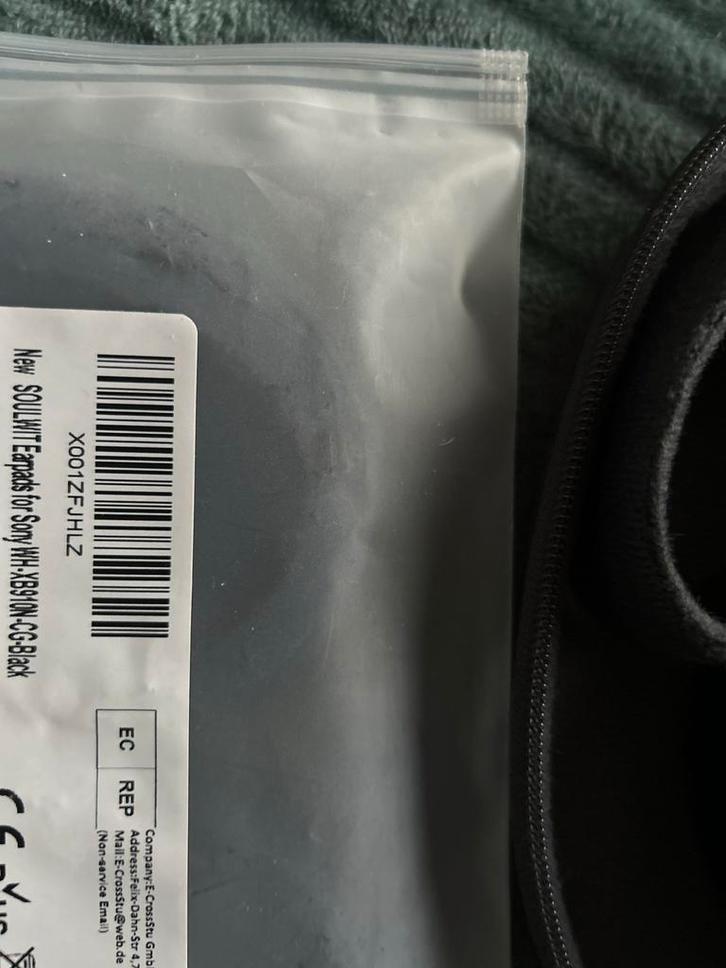 X001ZFJHLZ
New SOULWIT Earpads for Sony WH-XB910N-CG-Black
EC REP
Company:E-CrossStu Gmb
Address:Felix-Dahn-Str 4,7
Mail:E-CrossStu@web.de
(Non-service Email)
CE